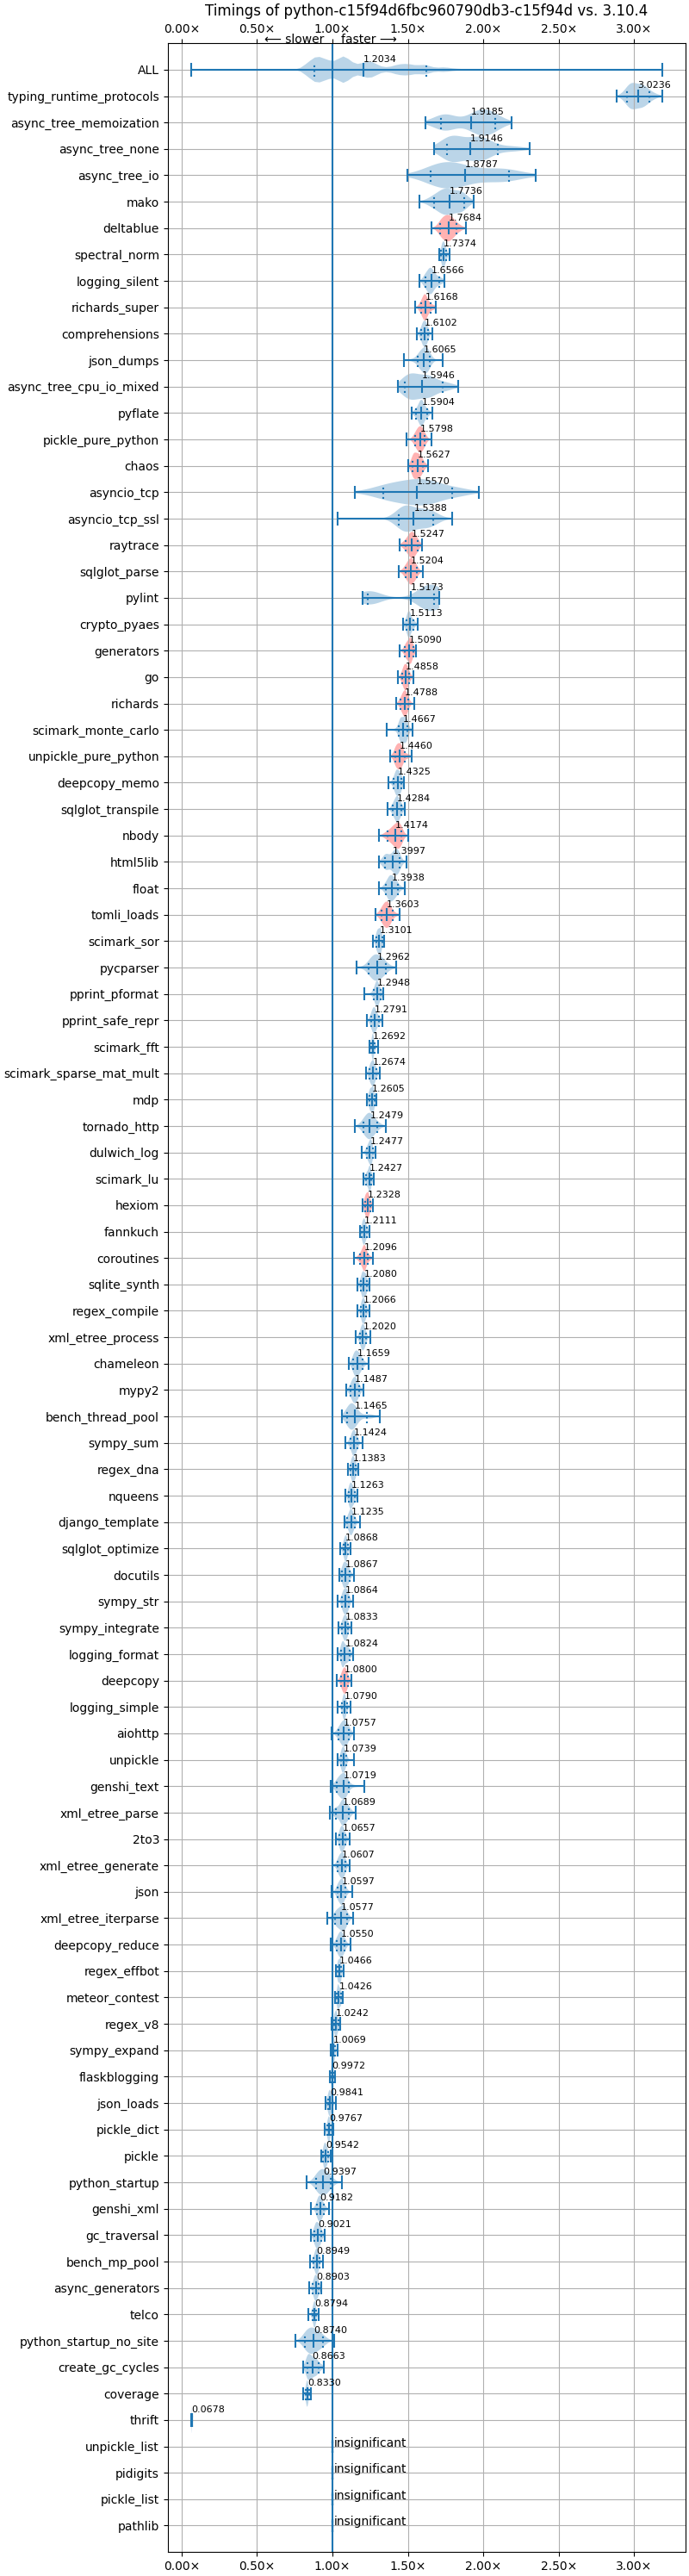 Timings of python-c15f94d6fbc960790db3-c15f94d vs. 3.10.4
0.00× 0.50× 1.00× 1.50× 2.00× 2.50× 3.00×
⟵ slower faster ⟶
ALL 1.2034
typing_runtime_protocols 3.0236
async_tree_memoization 1.9185
async_tree_none 1.9146
async_tree_io 1.8787
mako 1.7736
deltablue 1.7684
spectral_norm 1.7374
logging_silent 1.6566
richards_super 1.6168
comprehensions 1.6102
json_dumps 1.6065
async_tree_cpu_io_mixed 1.5946
pyflate 1.5904
pickle_pure_python 1.5798
chaos 1.5627
asyncio_tcp 1.5570
asyncio_tcp_ssl 1.5388
raytrace 1.5247
sqlglot_parse 1.5204
pylint 1.5173
crypto_pyaes 1.5113
generators 1.5090
go 1.4858
richards 1.4788
scimark_monte_carlo 1.4667
unpickle_pure_python 1.4460
deepcopy_memo 1.4325
sqlglot_transpile 1.4284
nbody 1.4174
html5lib 1.3997
float 1.3938
tomli_loads 1.3603
scimark_sor 1.3101
pycparser 1.2962
pprint_pformat 1.2948
pprint_safe_repr 1.2791
scimark_fft 1.2692
scimark_sparse_mat_mult 1.2674
mdp 1.2605
tornado_http 1.2479
dulwich_log 1.2477
scimark_lu 1.2427
hexiom 1.2328
fannkuch 1.2111
coroutines 1.2096
sqlite_synth 1.2080
regex_compile 1.2066
xml_etree_process 1.2020
chameleon 1.1659
mypy2 1.1487
bench_thread_pool 1.1465
sympy_sum 1.1424
regex_dna 1.1383
nqueens 1.1263
django_template 1.1235
sqlglot_optimize 1.0868
docutils 1.0867
sympy_str 1.0864
sympy_integrate 1.0833
logging_format 1.0824
deepcopy 1.0800
logging_simple 1.0790
aiohttp 1.0757
unpickle 1.0739
genshi_text 1.0719
xml_etree_parse 1.0689
2to3 1.0657
xml_etree_generate 1.0607
json 1.0597
xml_etree_iterparse 1.0577
deepcopy_reduce 1.0550
regex_effbot 1.0466
meteor_contest 1.0426
regex_v8 1.0242
sympy_expand 1.0069
flaskblogging 0.9972
json_loads 0.9841
pickle_dict 0.9767
pickle 0.9542
python_startup 0.9397
genshi_xml 0.9182
gc_traversal 0.9021
bench_mp_pool 0.8949
async_generators 0.8903
telco 0.8794
python_startup_no_site 0.8740
create_gc_cycles 0.8663
coverage 0.8330
thrift 0.0678
unpickle_list insignificant
pidigits insignificant
pickle_list insignificant
pathlib insignificant
0.00× 0.50× 1.00× 1.50× 2.00× 2.50× 3.00×